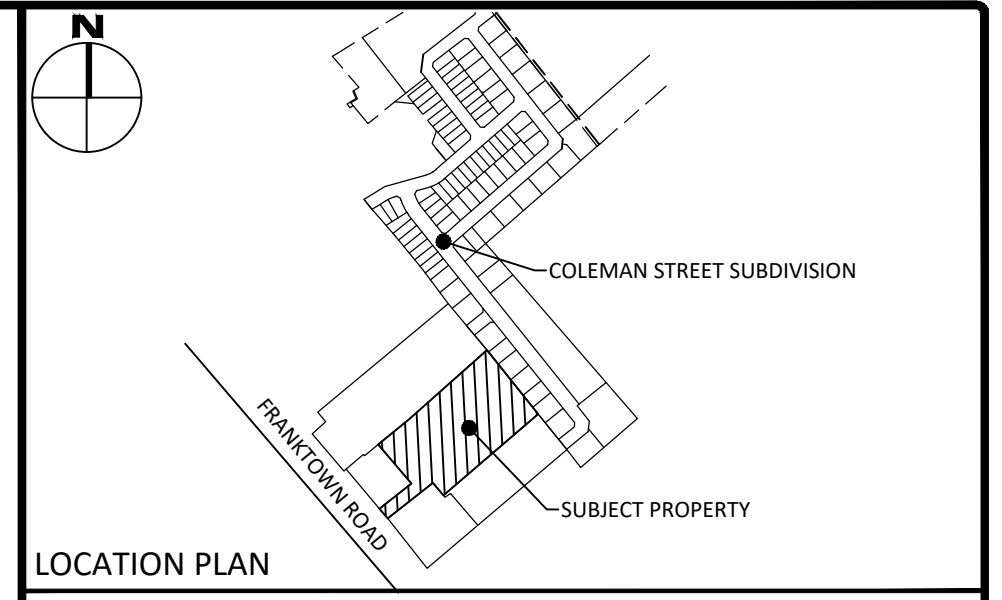 N
COLEMAN STREET SUBDIVISION
FRANKTOWN ROAD
SUBJECT PROPERTY
LOCATION PLAN